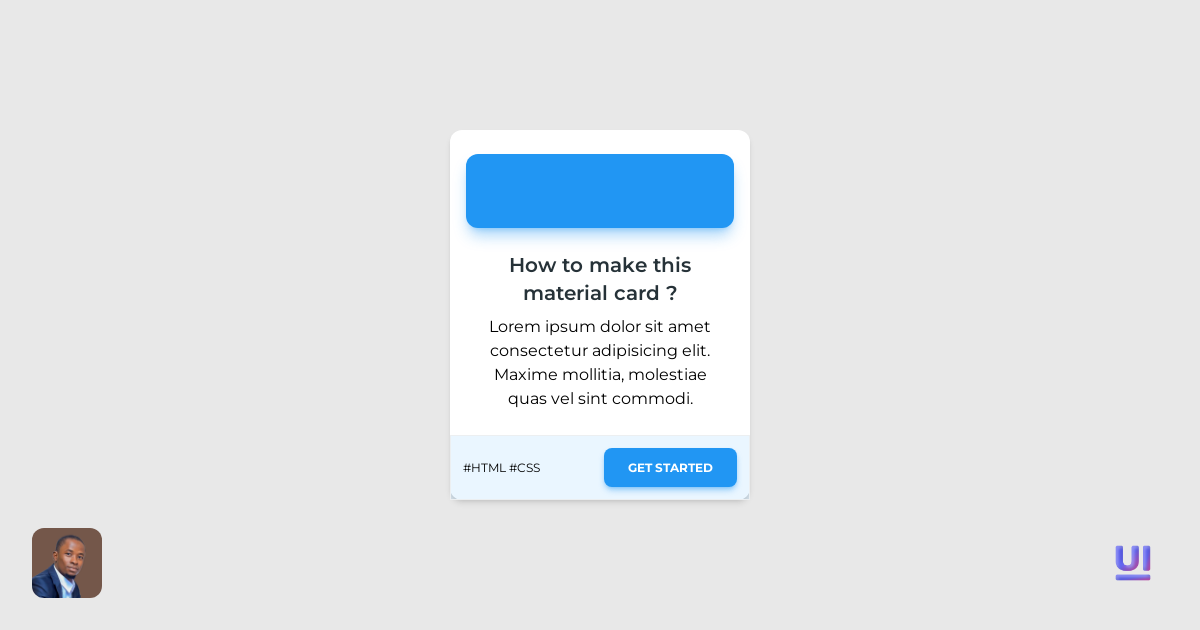 How to make this
material card ?
Lorem ipsum dolor sit amet
consectetur adipisicing elit.
Maxime mollitia, molestiae
quas vel sint commodi.
#HTML #CSS
GET STARTED
UI